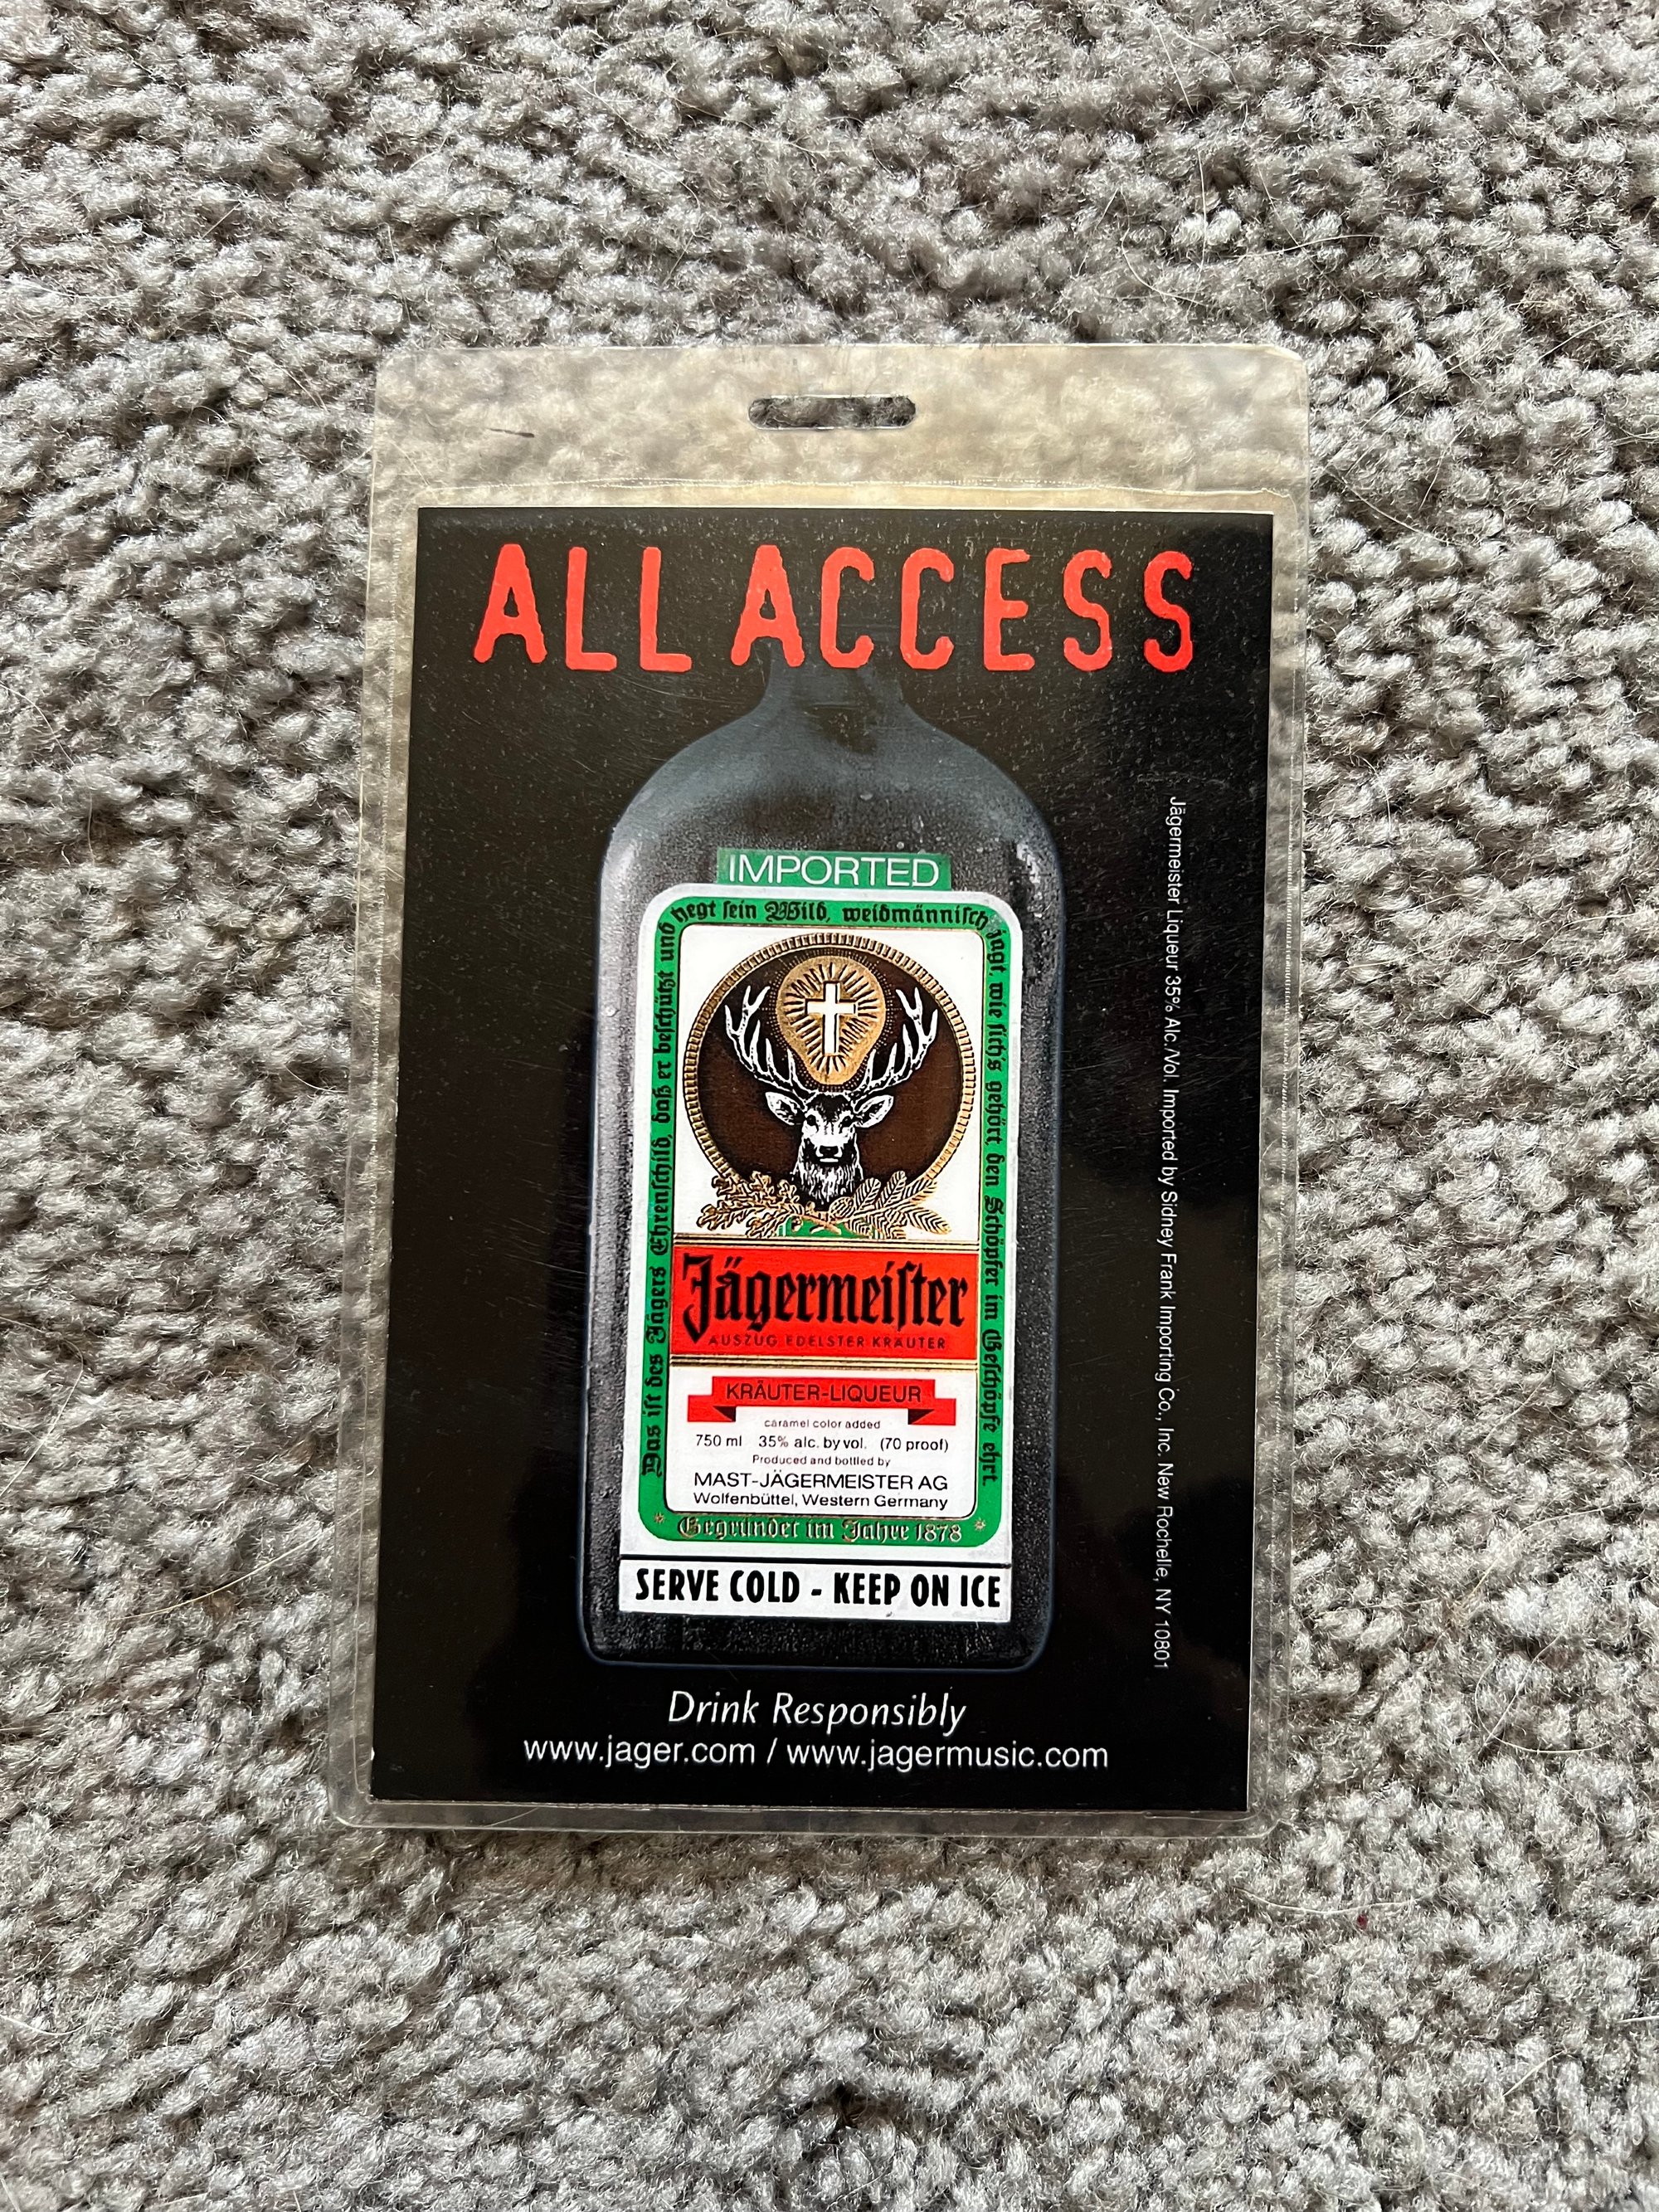 ALL ACCESS
IMPORTED
Das iſt des Jägers Ehrenſchild, daß er beſchützt und hegt ſein Wild, weidmänniſch jagt, wie ſich's gehört, den Schöpfer im Geſchöpfe ehrt.
Jägermeiſter
AUSZUG EDELSTER KRÄUTER
KRÄUTER-LIQUEUR
caramel color added
750 ml 35% alc. by vol. (70 proof)
Produced and bottled by
MAST-JÄGERMEISTER AG
Wolfenbüttel, Western Germany
Gegründet im Jahre 1878
SERVE COLD - KEEP ON ICE
Jägermeister Liqueur 35% Alc./Vol. Imported by Sidney Frank Importing Co., Inc. New Rochelle, NY 10801
Drink Responsibly
www.jager.com / www.jagermusic.com